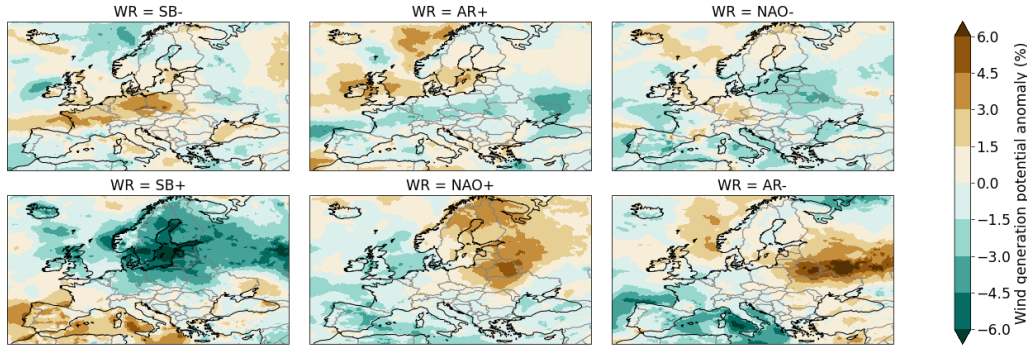 WR = SB-
WR = AR+
WR = NAO-
WR = SB+
WR = NAO+
WR = AR-
6.0
4.5
3.0
1.5
0.0
−1.5
−3.0
−4.5
−6.0
Wind generation potential anomaly (%)